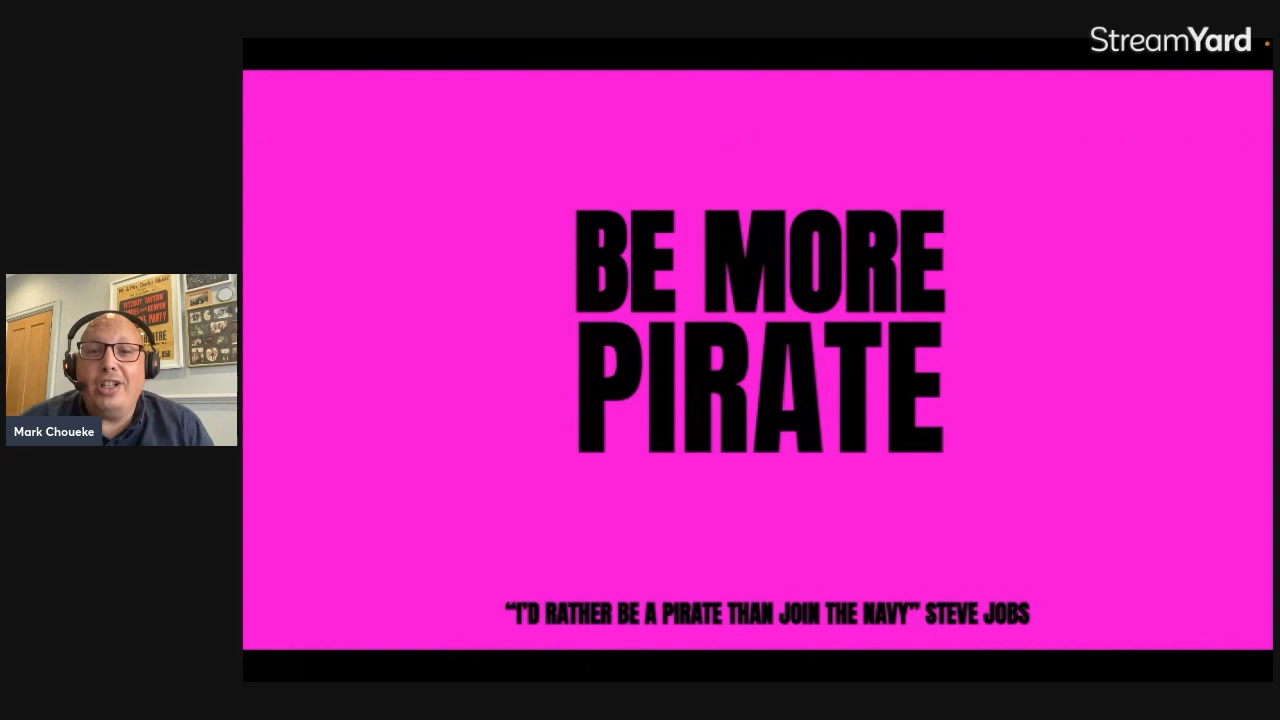 StreamYard
BE MORE
PIRATE
“I'D RATHER BE A PIRATE THAN JOIN THE NAVY” STEVE JOBS
Mark Choueke